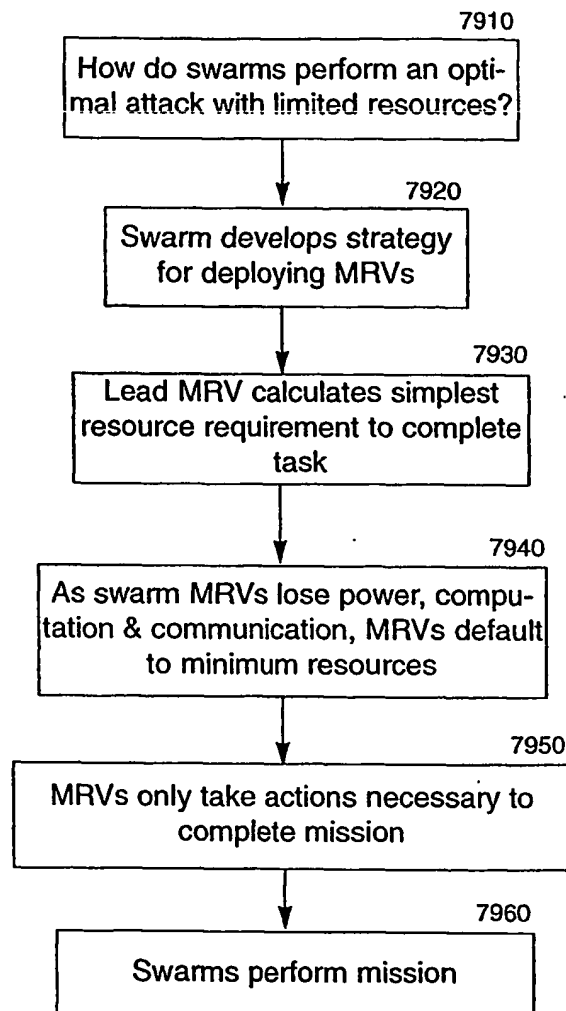 7910
How do swarms perform an opti-
mal attack with limited resources?
7920
Swarm develops strategy
for deploying MRVs
7930
Lead MRV calculates simplest
resource requirement to complete
task
7940
As swarm MRVs lose power, compu-
tation & communication, MRVs default
to minimum resources
7950
MRVs only take actions necessary to
complete mission
7960
Swarms perform mission